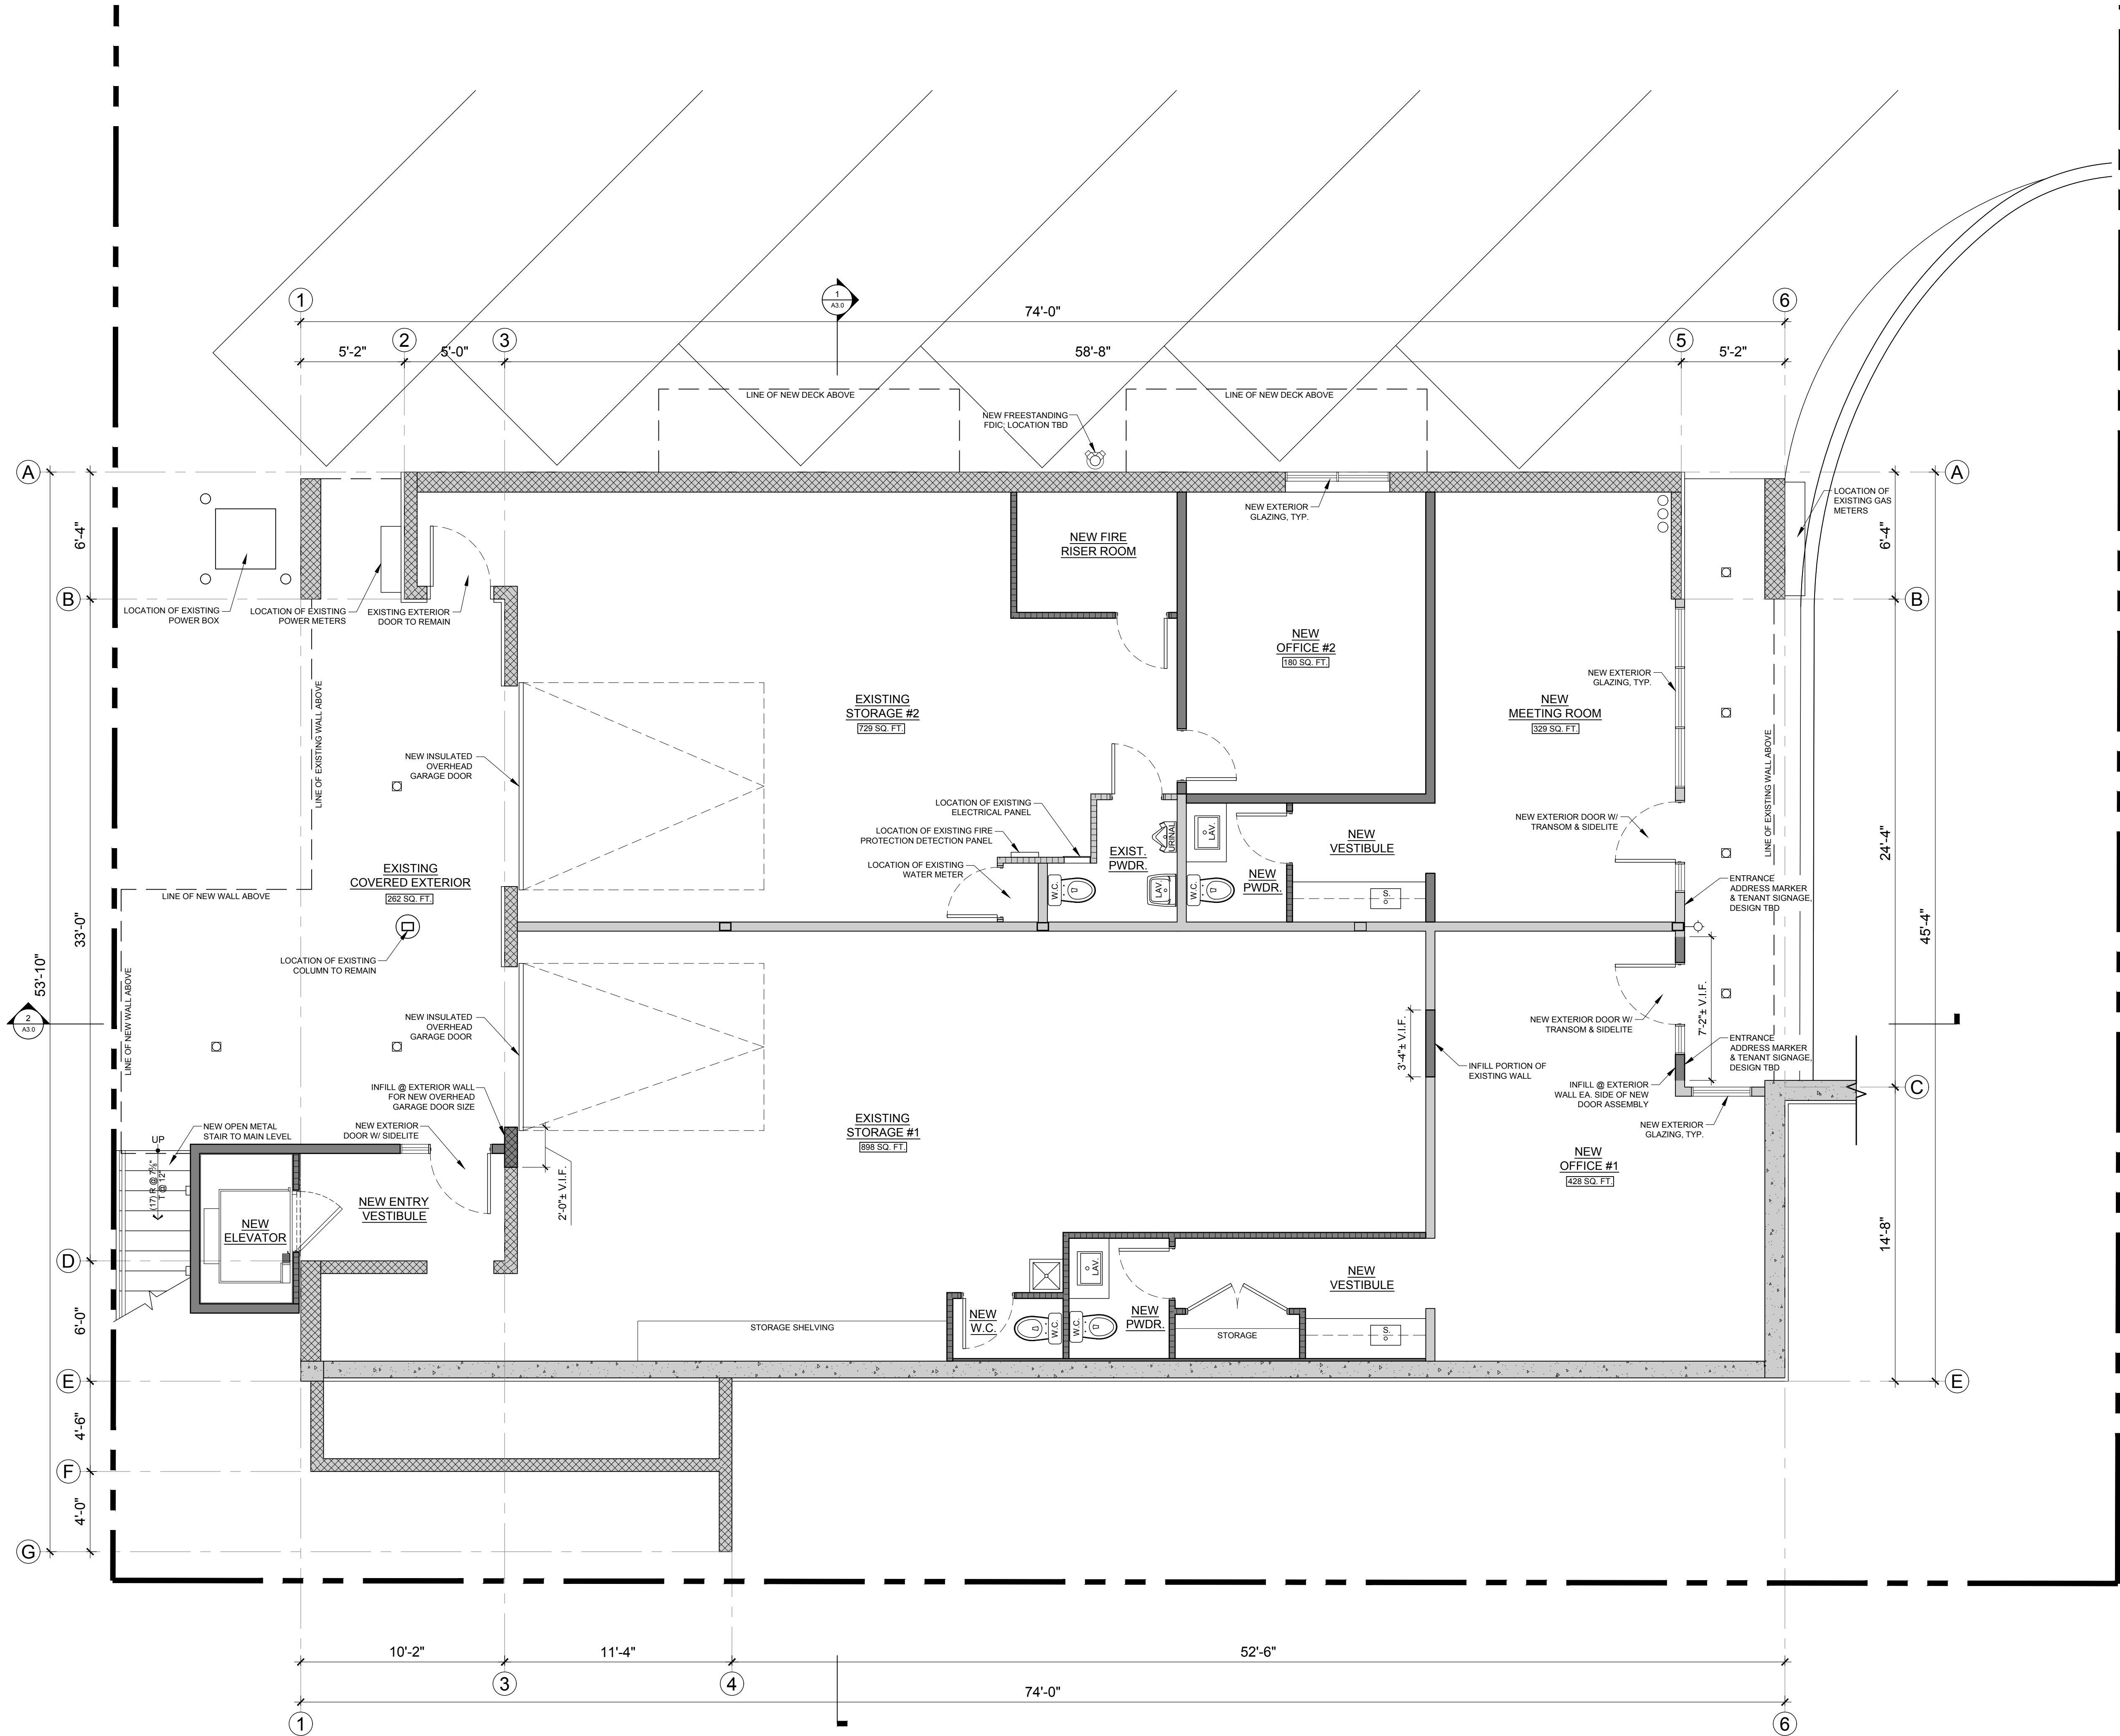 1
6
1
A3.0
74'-0"
2
3
5
5'-2"
5'-0"
58'-8"
5'-2"
LINE OF NEW DECK ABOVE
LINE OF NEW DECK ABOVE
NEW FREESTANDING
FDIC; LOCATION TBD
A
A
6'-4"
6'-4"
LOCATION OF
EXISTING GAS
METERS
NEW EXTERIOR
GLAZING, TYP.
NEW FIRE
RISER ROOM
B
B
LOCATION OF EXISTING
POWER BOX
LOCATION OF EXISTING
POWER METERS
EXISTING EXTERIOR
DOOR TO REMAIN
NEW
OFFICE #2
180 SQ. FT.
NEW EXTERIOR
GLAZING, TYP.
EXISTING
STORAGE #2
729 SQ. FT.
NEW
MEETING ROOM
329 SQ. FT.
LINE OF EXISTING WALL ABOVE
LINE OF EXISTING WALL ABOVE
NEW INSULATED
OVERHEAD
GARAGE DOOR
LOCATION OF EXISTING
ELECTRICAL PANEL
LOCATION OF EXISTING FIRE
PROTECTION DETECTION PANEL
LOCATION OF EXISTING
WATER METER
EXIST.
PWDR.
URINAL
LAV.
W.C.
LAV.
W.C.
NEW
PWDR.
NEW
VESTIBULE
S.
NEW EXTERIOR DOOR W/
TRANSOM & SIDELITE
24'-4"
45'-4"
EXISTING
COVERED EXTERIOR
262 SQ. FT.
LINE OF NEW WALL ABOVE
ENTRANCE
ADDRESS MARKER
& TENANT SIGNAGE,
DESIGN TBD
33'-0"
53'-10"
LOCATION OF EXISTING
COLUMN TO REMAIN
LINE OF NEW WALL ABOVE
2
A3.0
NEW INSULATED
OVERHEAD
GARAGE DOOR
3'-4"± V.I.F.
7'-2"± V.I.F.
NEW EXTERIOR DOOR W/
TRANSOM & SIDELITE
ENTRANCE
ADDRESS MARKER
& TENANT SIGNAGE,
DESIGN TBD
INFILL PORTION OF
EXISTING WALL
INFILL @ EXTERIOR
WALL EA. SIDE OF NEW
DOOR ASSEMBLY
C
INFILL @ EXTERIOR WALL
FOR NEW OVERHEAD
GARAGE DOOR SIZE
NEW EXTERIOR
DOOR W/ SIDELITE
NEW OPEN METAL
STAIR TO MAIN LEVEL
UP
(17) R @ 7⅞"
T @ 12"
EXISTING
STORAGE #1
898 SQ. FT.
NEW EXTERIOR
GLAZING, TYP.
NEW
OFFICE #1
428 SQ. FT.
2'-0"± V.I.F.
NEW ENTRY
VESTIBULE
NEW
ELEVATOR
14'-8"
D
LAV.
NEW
VESTIBULE
6'-0"
STORAGE SHELVING
NEW
W.C.
W.C.
W.C.
NEW
PWDR.
STORAGE
S.
E
E
4'-6"
F
4'-0"
G
10'-2"
11'-4"
52'-6"
3
4
74'-0"
1
6